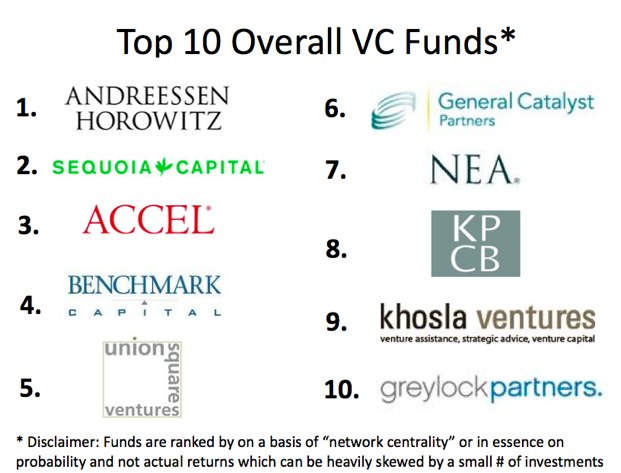 Top 10 Overall VC Funds*
1. ANDREESSEN
HOROWITZ
2. SEQUOIA CAPITAL
3. ACCEL®
4. BENCHMARK
CAPITAL
5. union
square
ventures
6. General Catalyst
Partners
7. NEA®
8. KP
CB
9. khosla ventures
venture assistance, strategic advice, venture capital
10. greylockpartners.
* Disclaimer: Funds are ranked by on a basis of “network centrality” or in essence on
probability and not actual returns which can be heavily skewed by a small # of investments